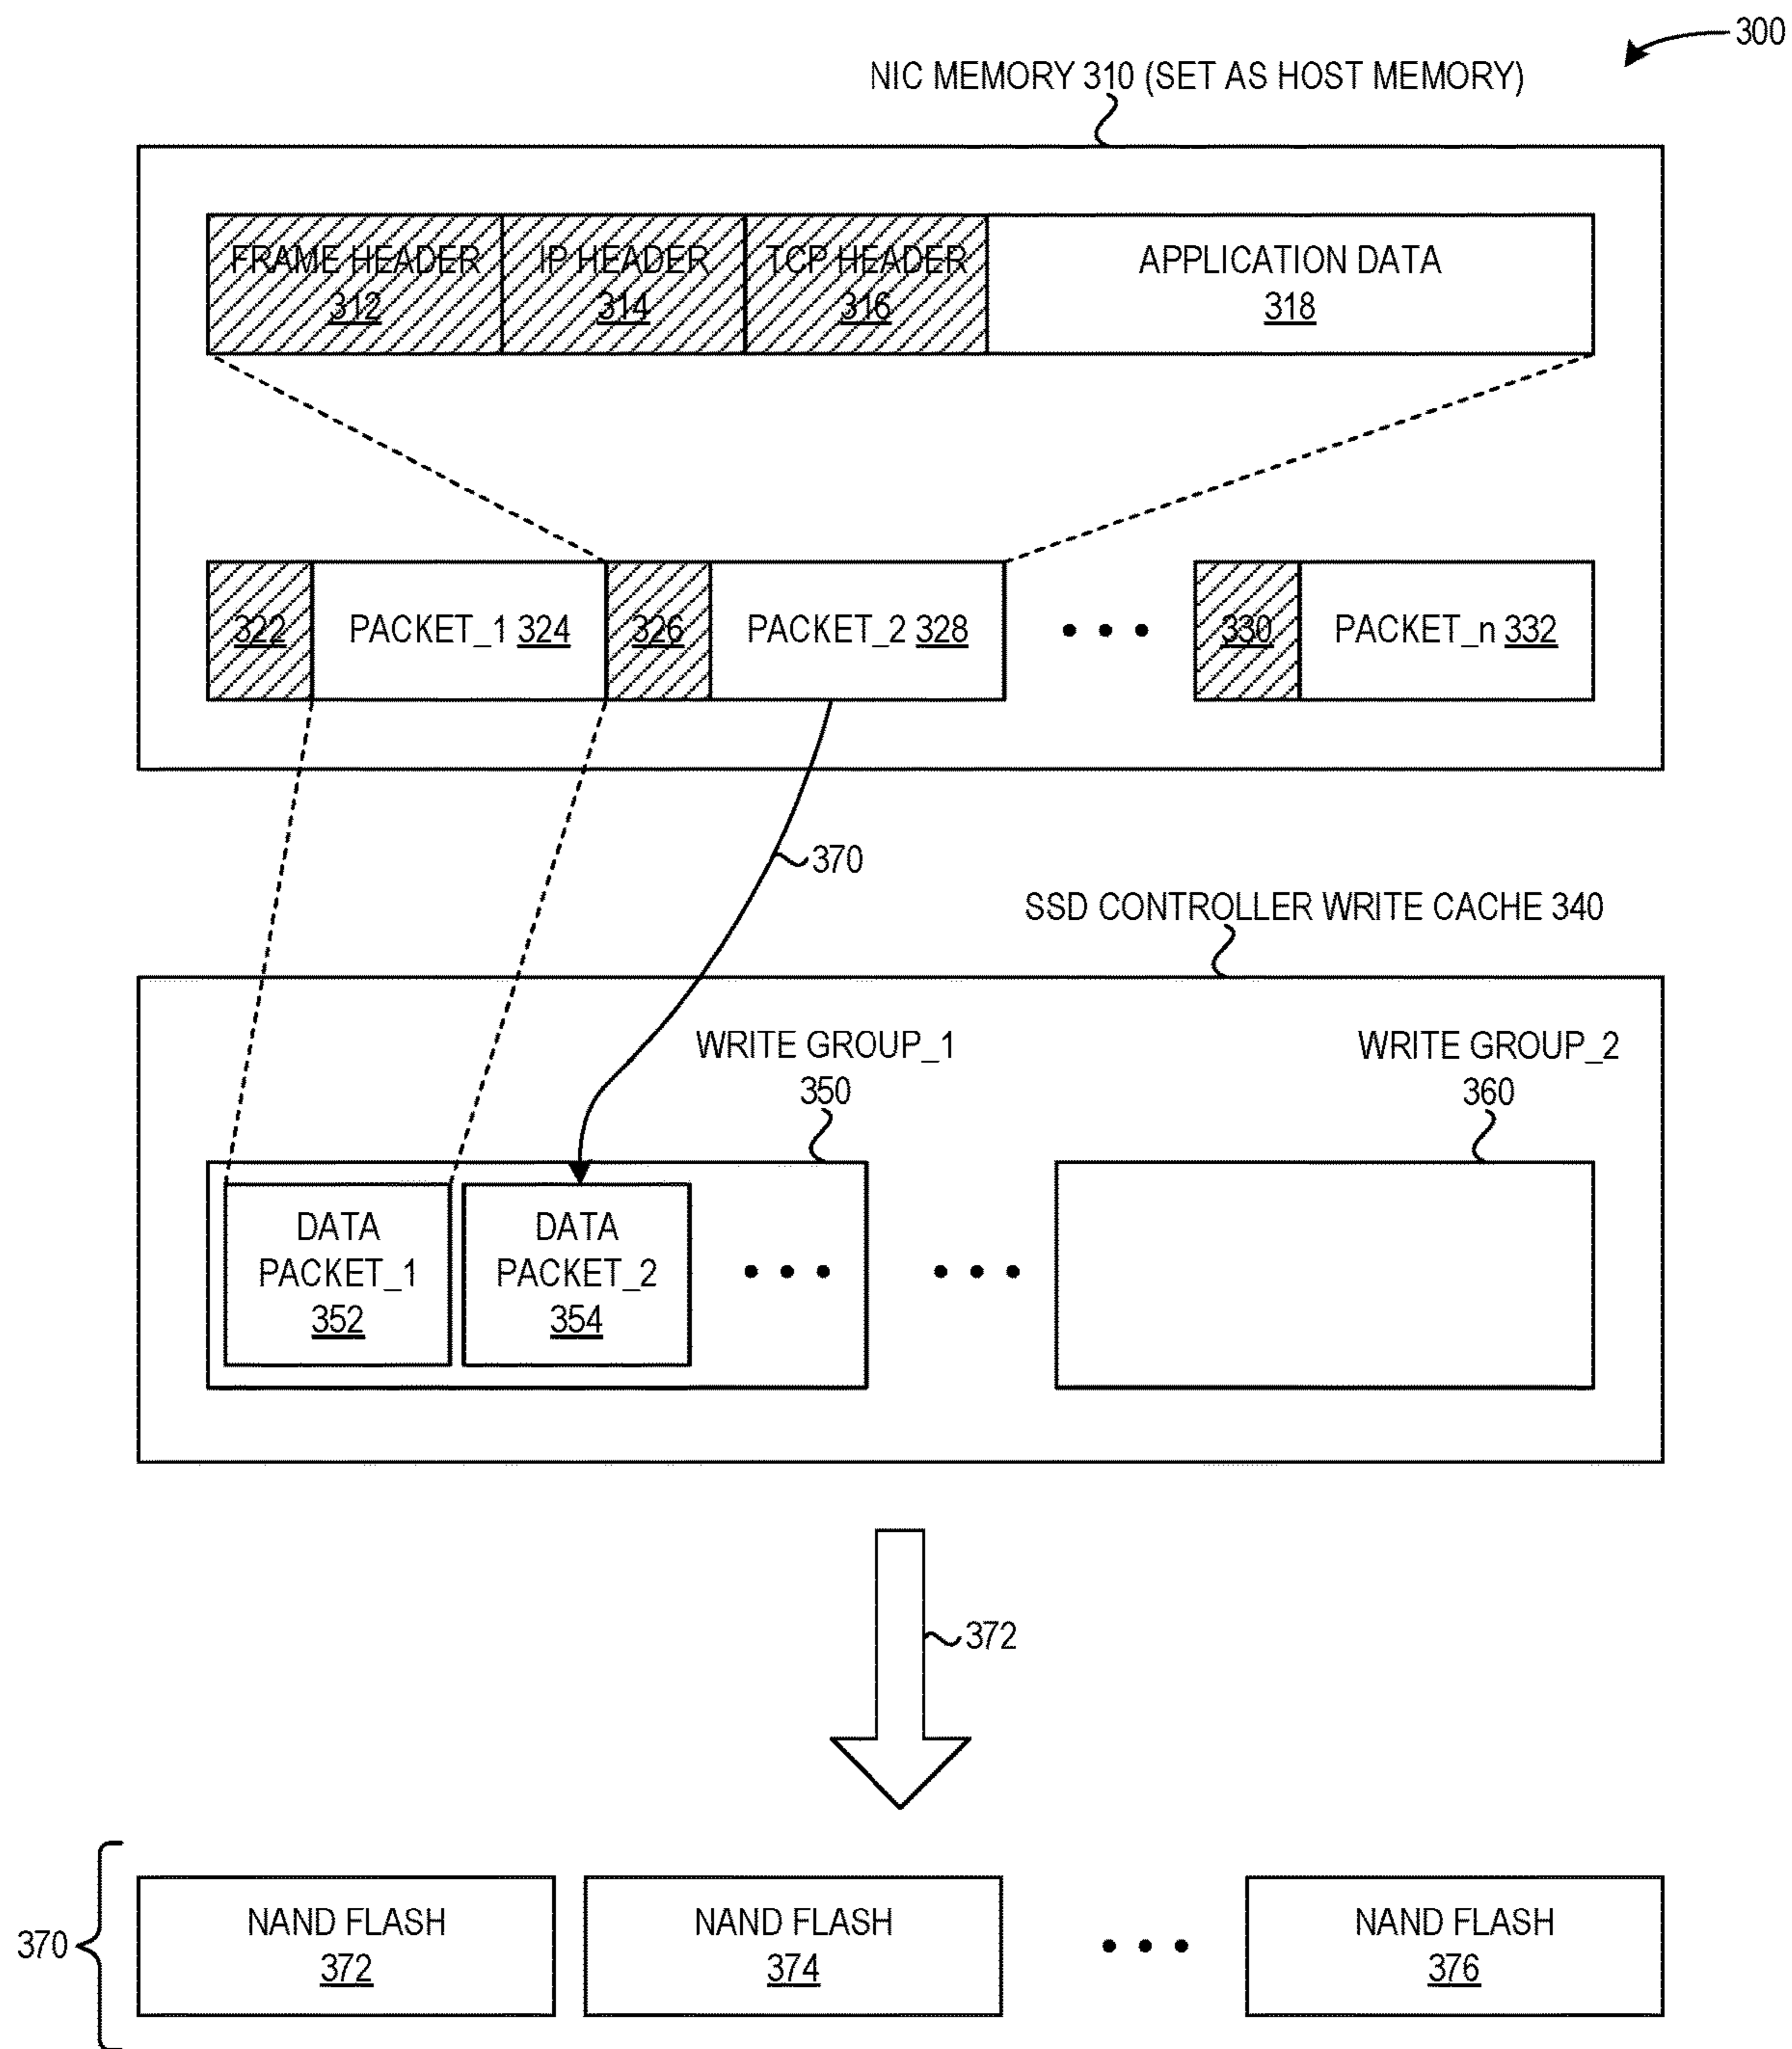 300
NIC MEMORY 310 (SET AS HOST MEMORY)
FRAME HEADER
312
IP HEADER
314
TCP HEADER
316
APPLICATION DATA
318
322
PACKET_1 324
326
PACKET_2 328
330
PACKET_n 332
370
SSD CONTROLLER WRITE CACHE 340
WRITE GROUP_1
350
WRITE GROUP_2
360
DATA
PACKET_1
352
DATA
PACKET_2
354
372
370
NAND FLASH
372
NAND FLASH
374
NAND FLASH
376